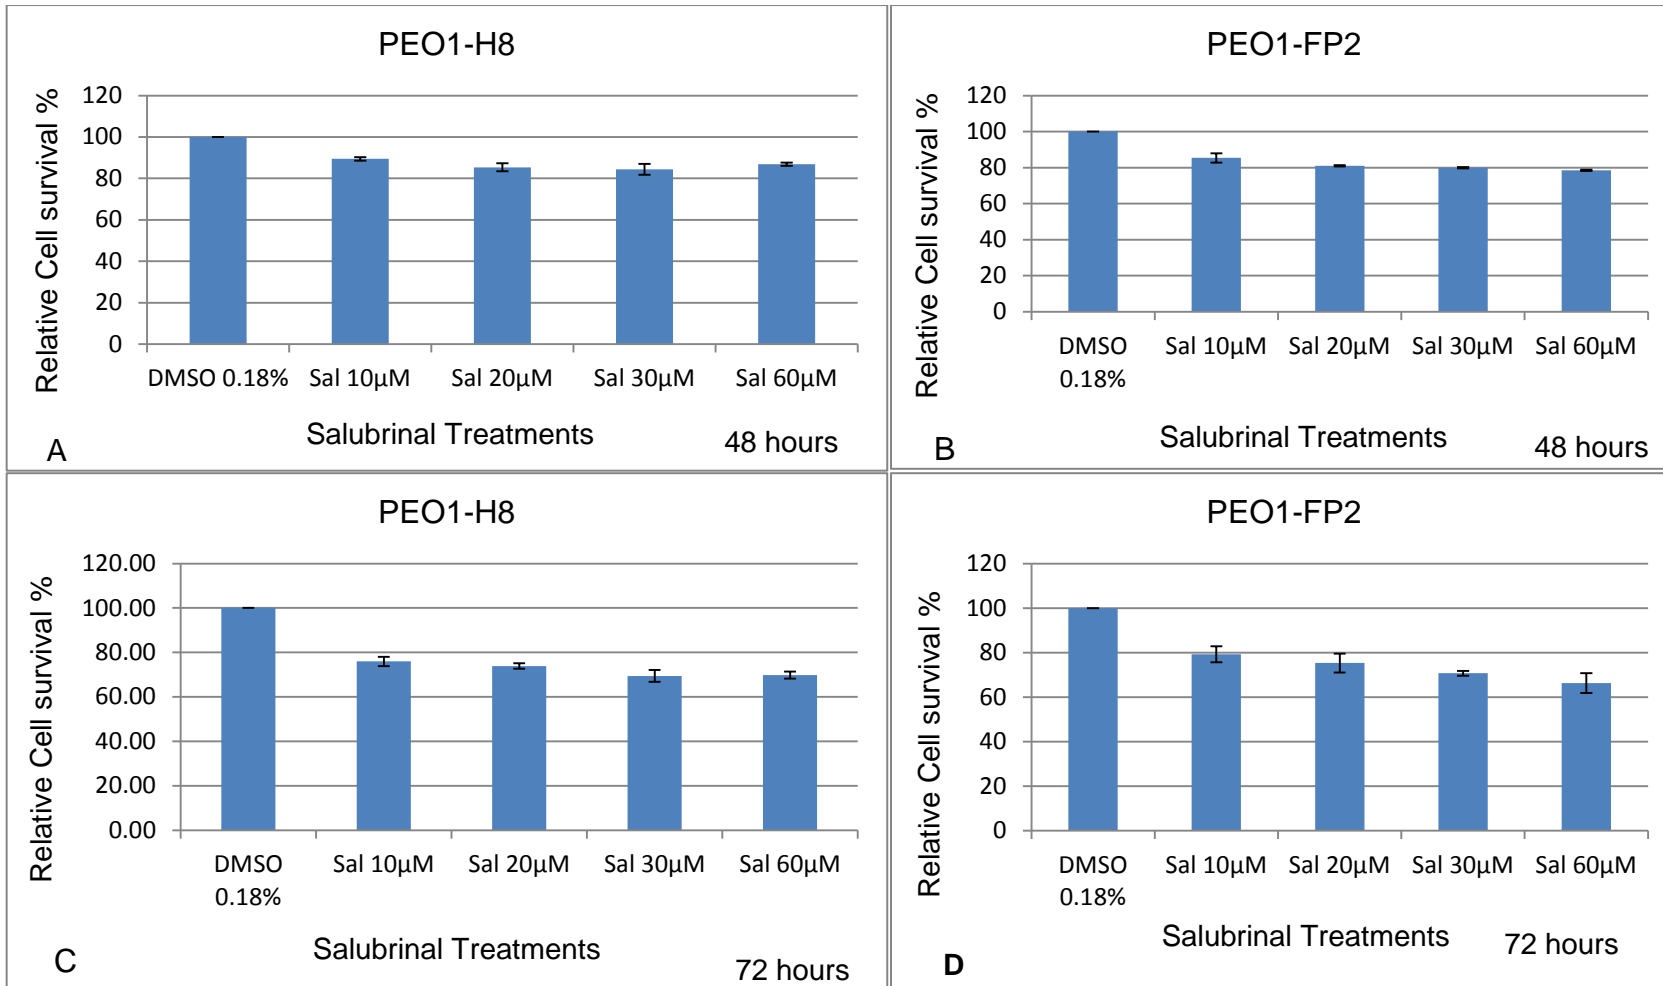 PEO1-H8
Relative Cell survival %
120
100
80
60
40
20
0
DMSO 0.18% Sal 10µM Sal 20µM Sal 30µM Sal 60µM
Salubrinal Treatments
A
48 hours
PEO1-FP2
Relative Cell survival %
120
100
80
60
40
20
0
DMSO Sal 10µM Sal 20µM Sal 30µM Sal 60µM
0.18%
Salubrinal Treatments
B
48 hours
PEO1-H8
Relative Cell survival %
120.00
100.00
80.00
60.00
40.00
20.00
0.00
DMSO Sal 10µM Sal 20µM Sal 30µM Sal 60µM
0.18%
Salubrinal Treatments
C
72 hours
PEO1-FP2
Relative Cell survival %
120
100
80
60
40
20
0
DMSO Sal 10µM Sal 20µM Sal 30µM Sal 60µM
0.18%
Salubrinal Treatments
D
72 hours